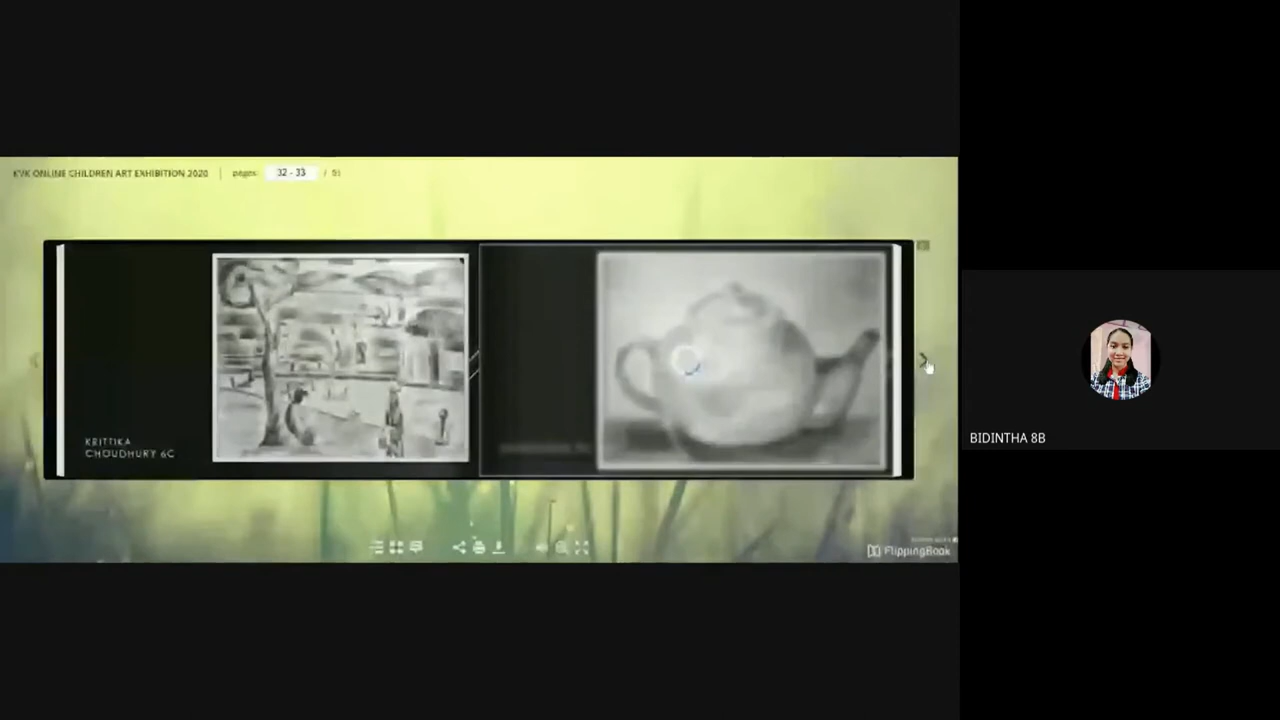 KVK ONLINE CHILDREN ART EXHIBITION 2020
pages: 32 - 33 / 
KRITTIKA
CHOUDHURY 6C
FlippingBook
BIDINTHA 8B